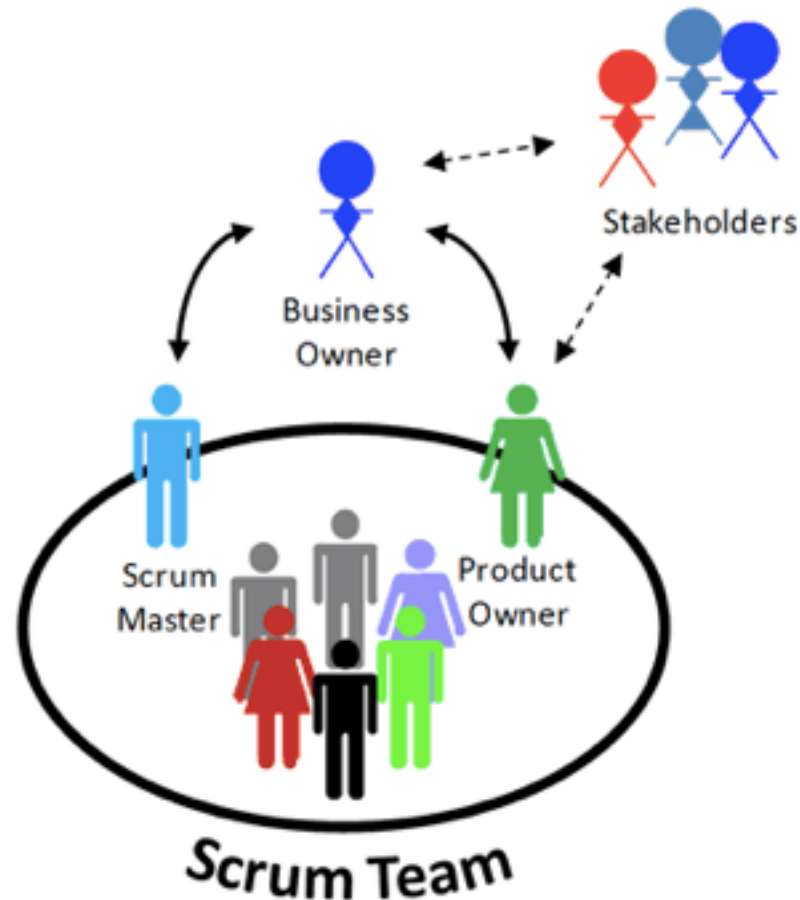 Stakeholders
Business
Owner
Scrum
Master
Product
Owner
Scrum Team